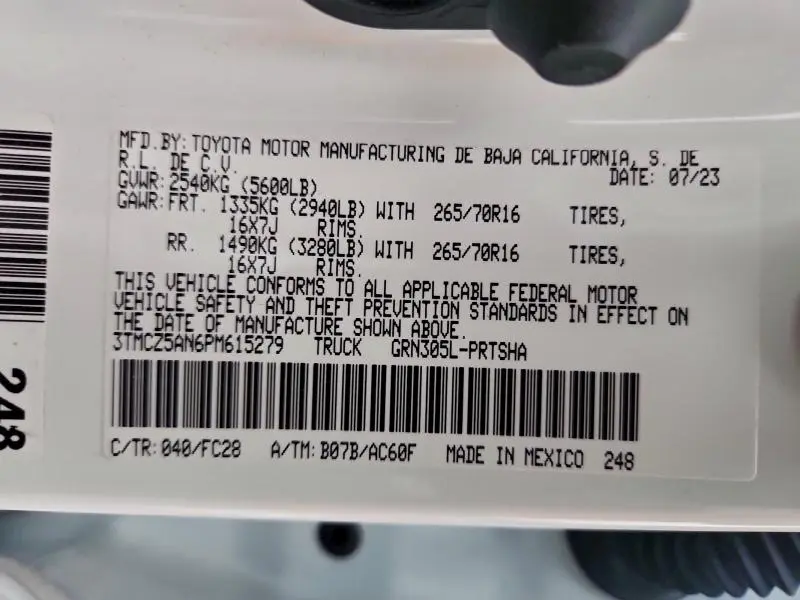 MFD.BY: TOYOTA MOTOR MANUFACTURING DE BAJA CALIFORNIA, S. DE
R.L. DE C.V. DATE: 07/23
GVWR: 2540KG (5600LB)
GAWR: FRT. 1335KG (2940LB) WITH 265/70R16 TIRES,
16X7J RIMS.
RR. 1490KG (3280LB) WITH 265/70R16 TIRES,
16X7J RIMS.
THIS VEHICLE CONFORMS TO ALL APPLICABLE FEDERAL MOTOR
VEHICLE SAFETY AND THEFT PREVENTION STANDARDS IN EFFECT ON
THE DATE OF MANUFACTURE SHOWN ABOVE.
3TMCZ5AN6PM615279 TRUCK GRN305L-PRTSHA
C/TR: 040/FC28 A/TM: B07B/AC60F MADE IN MEXICO 248
248